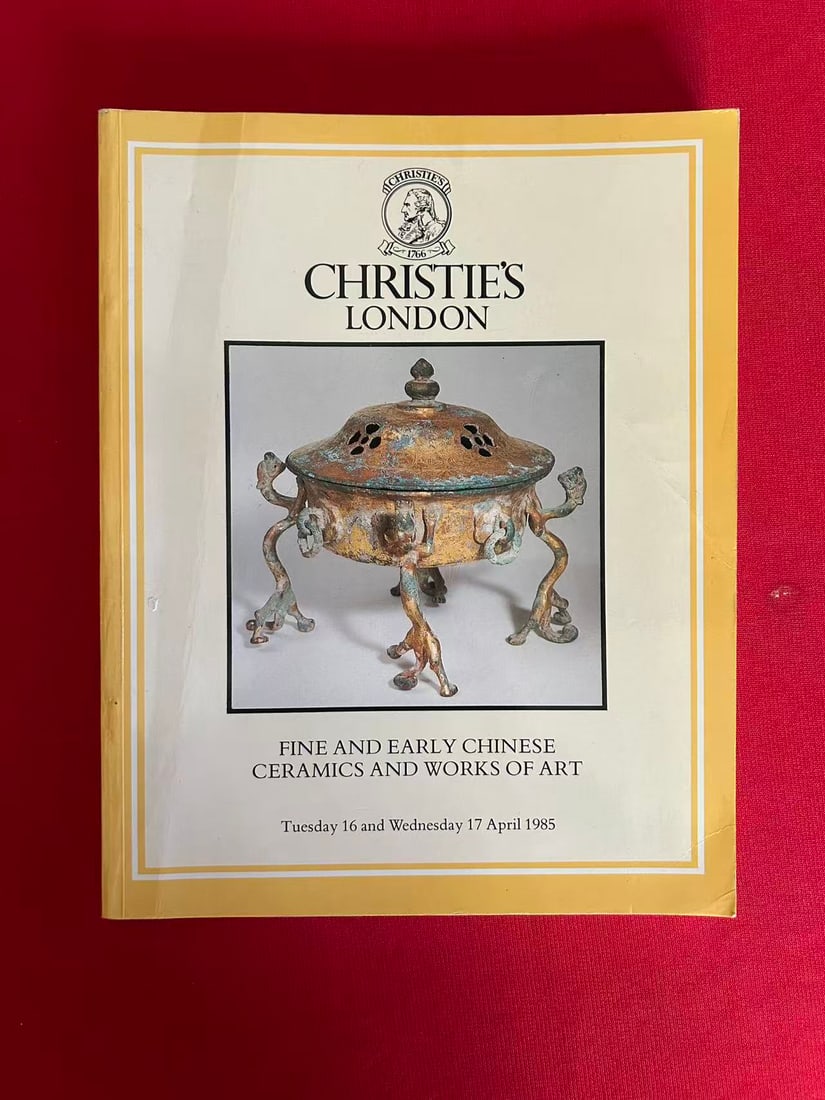 CHRISTIE'S
1766
CHRISTIE'S
LONDON
FINE AND EARLY CHINESE
CERAMICS AND WORKS OF ART
Tuesday 16 and Wednesday 17 April 1985